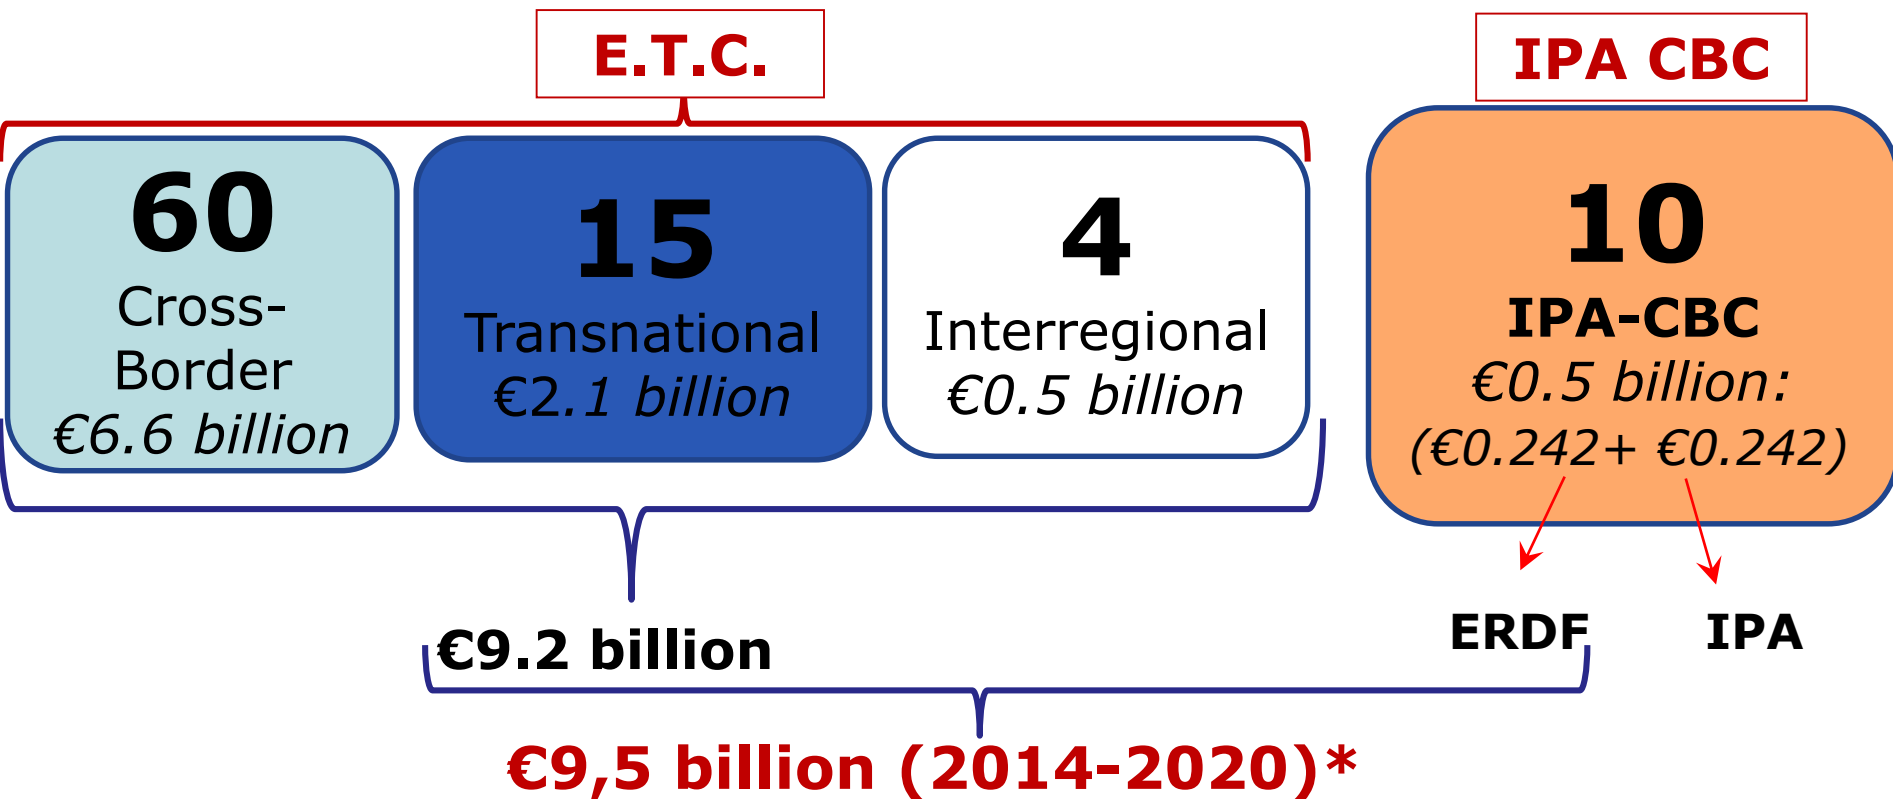 E.T.C.
60
Cross-
Border
€6.6 billion
15
Transnational
€2.1 billion
4
Interregional
€0.5 billion
IPA CBC
10
IPA-CBC
€0.5 billion:
(€0.242+ €0.242)
ERDF
IPA
€9.2 billion
€9,5 billion (2014-2020)*